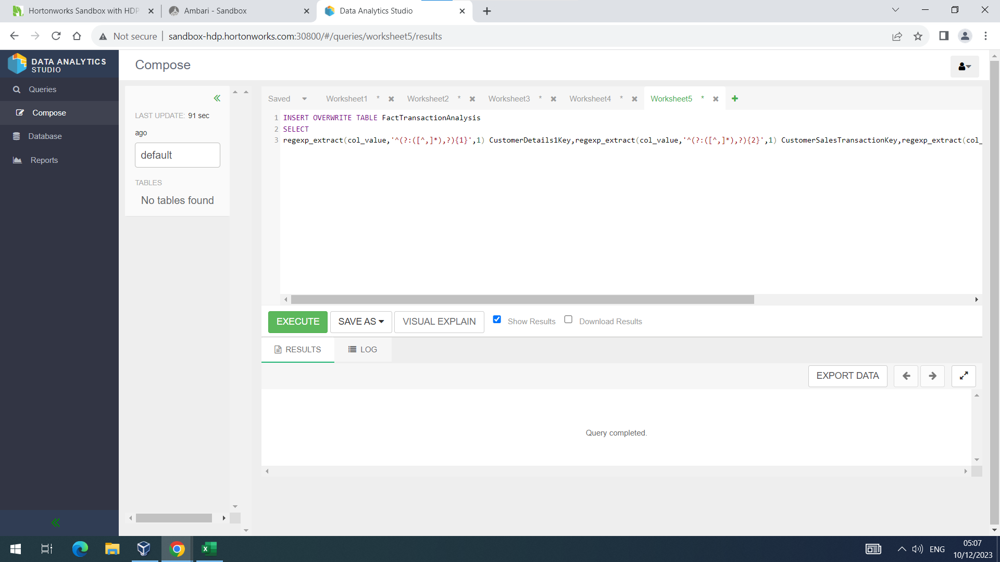 Hortonworks Sandbox with HDP
Ambari - Sandbox
Data Analytics Studio
Not secure
sandbox-hdp.hortonworks.com:30800/#/queries/worksheet5/results
DATA ANALYTICS
STUDIO
Queries
Compose
Database
Reports
Compose
LAST UPDATE: 91 sec
ago
default
TABLES
No tables found
Saved
Worksheet1 *
Worksheet2 *
Worksheet3 *
Worksheet4 *
Worksheet5 *
1 INSERT OVERWRITE TABLE FactTransactionAnalysis
2 SELECT
3 regexp_extract(col_value,'^(?:([^,]*),?){1}',1) CustomerDetails1Key,regexp_extract(col_value,'^(?:([^,]*),?){2}',1) CustomerSalesTransactionKey,regexp_extract(col_
EXECUTE
SAVE AS
VISUAL EXPLAIN
Show Results
Download Results
RESULTS
LOG
EXPORT DATA
Query completed.
ENG
05:07
10/12/2023